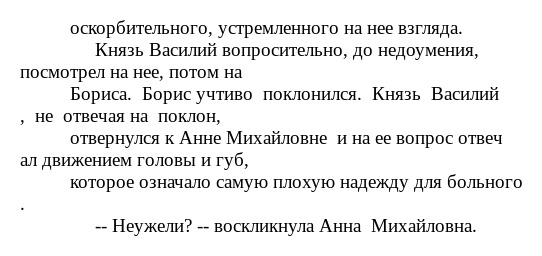 оскорбительного, устремленного на нее взгляда.
Князь Василий вопросительно, до недоумения,
посмотрел на нее, потом на
Бориса.  Борис учтиво  поклонился.  Князь  Василий
,  не  отвечая на  поклон,
отвернулся к Анне Михайловне  и на ее вопрос отвеч
ал движением головы и губ,
которое означало самую плохую надежду для больного
.
-- Неужели? -- воскликнула Анна  Михайловна.